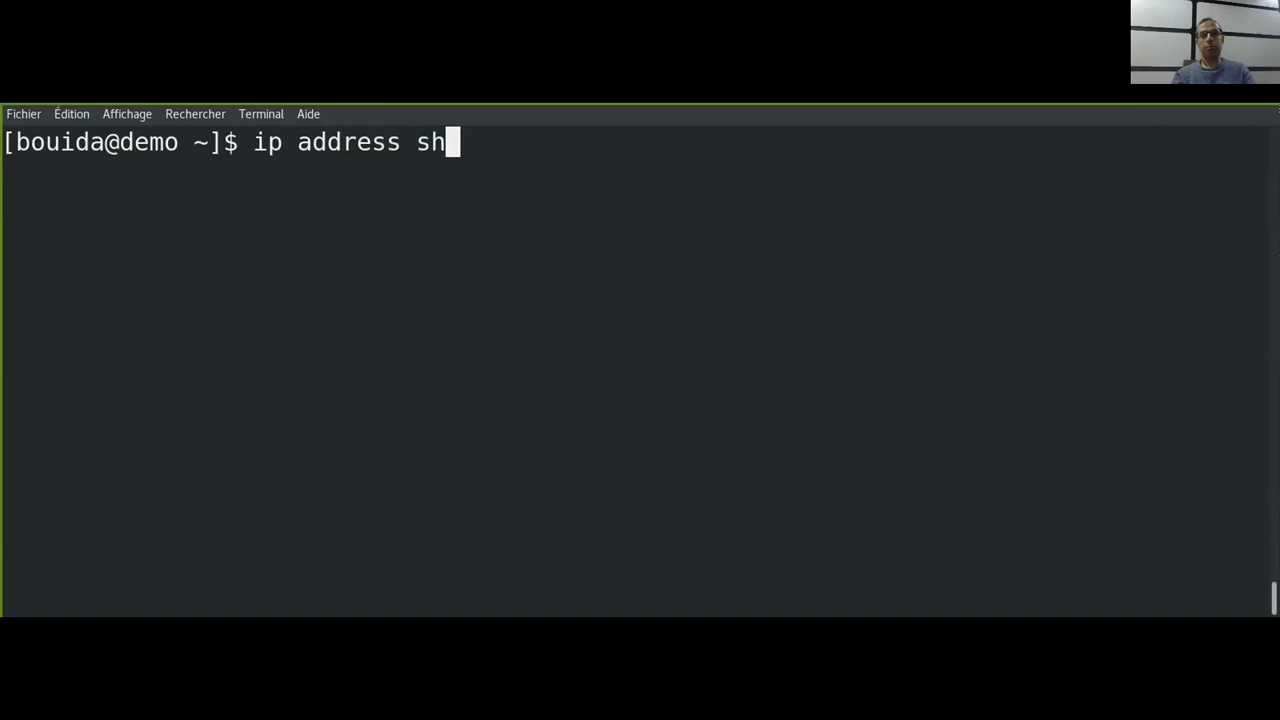 Fichier Édition Affichage Rechercher Terminal Aide
[bouida@demo ~]$ ip address sh